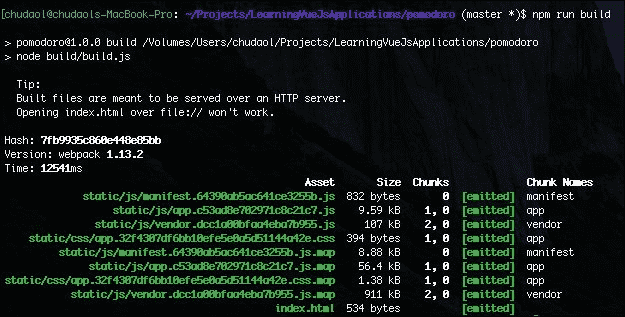 [chudaol@chudaols-MacBook-Pro: ~/Projects/LearningVueJsApplications/pomodoro (master *)$ npm run build
> pomodoro@1.0.0 build /Volumes/Users/chudaol/Projects/LearningVueJsApplications/pomodoro
> node build/build.js
Tip:
Built files are meant to be served over an HTTP server.
Opening index.html over file:// won't work.
Hash: 7fb9935c860e448e85bb
Version: webpack 1.13.2
Time: 12541ms
Asset Size Chunks Chunk Names
static/js/manifest.64390ab5ac641ce3255b.js 832 bytes 0 [emitted] manifest
static/js/app.c53ad8e702971c8c21c7.js 9.59 kB 1, 0 [emitted] app
static/js/vendor.dcc1a00bfaa4eba7b955.js 107 kB 2, 0 [emitted] vendor
static/css/app.32f4307df6bb10efe5e0a5d51144a42e.css 394 bytes 1, 0 [emitted] app
static/js/manifest.64390ab5ac641ce3255b.js.map 8.88 kB 0 [emitted] manifest
static/js/app.c53ad8e702971c8c21c7.js.map 56.4 kB 1, 0 [emitted] app
static/css/app.32f4307df6bb10efe5e0a5d51144a42e.css.map 1.38 kB 1, 0 [emitted] app
static/js/vendor.dcc1a00bfaa4eba7b955.js.map 911 kB 2, 0 [emitted] vendor
index.html 534 bytes [emitted]